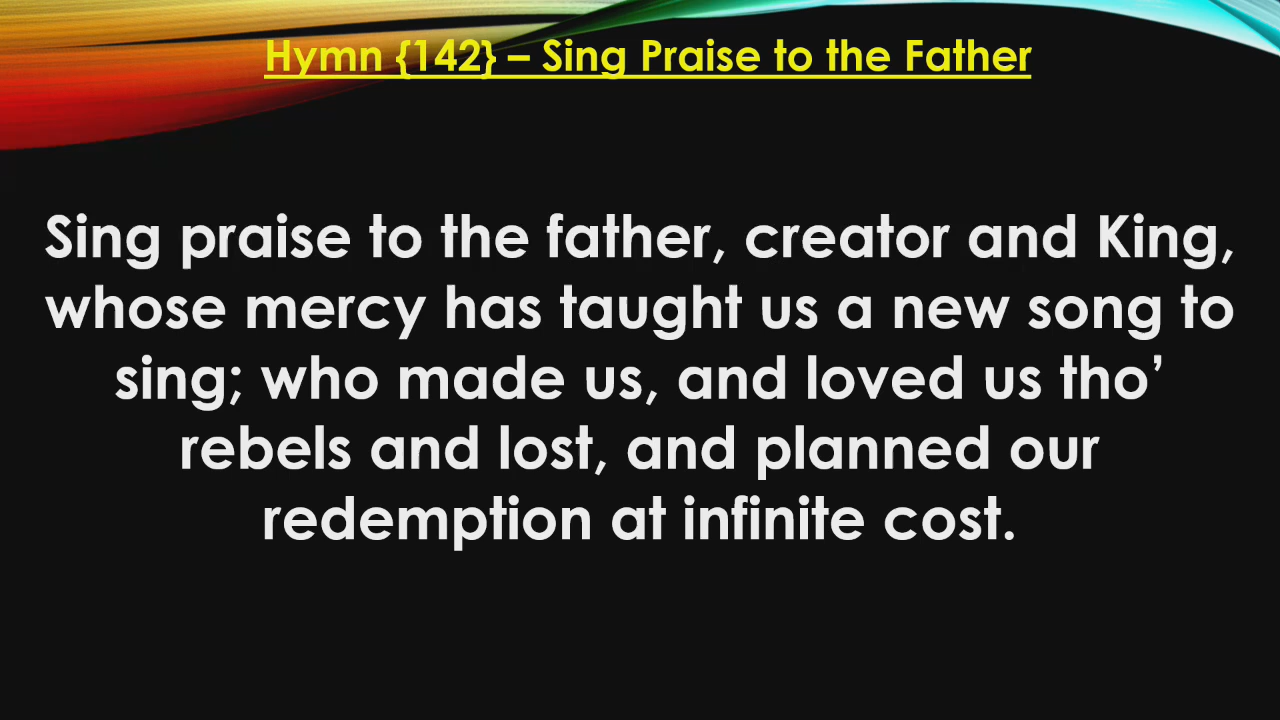 Hymn {142} – Sing Praise to the Father
Sing praise to the father, creator and King,
whose mercy has taught us a new song to
sing; who made us, and loved us tho’
rebels and lost, and planned our
redemption at infinite cost.